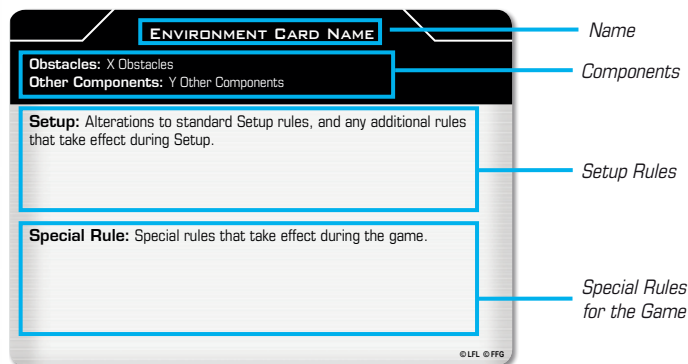 ENVIRONMENT CARD NAME
Name
Obstacles: X Obstacles
Other Components: Y Other Components
Components
Setup: Alterations to standard Setup rules, and any additional rules
that take effect during Setup.
Setup Rules
Special Rule: Special rules that take effect during the game.
Special Rules
for the Game
© LFL © FFG